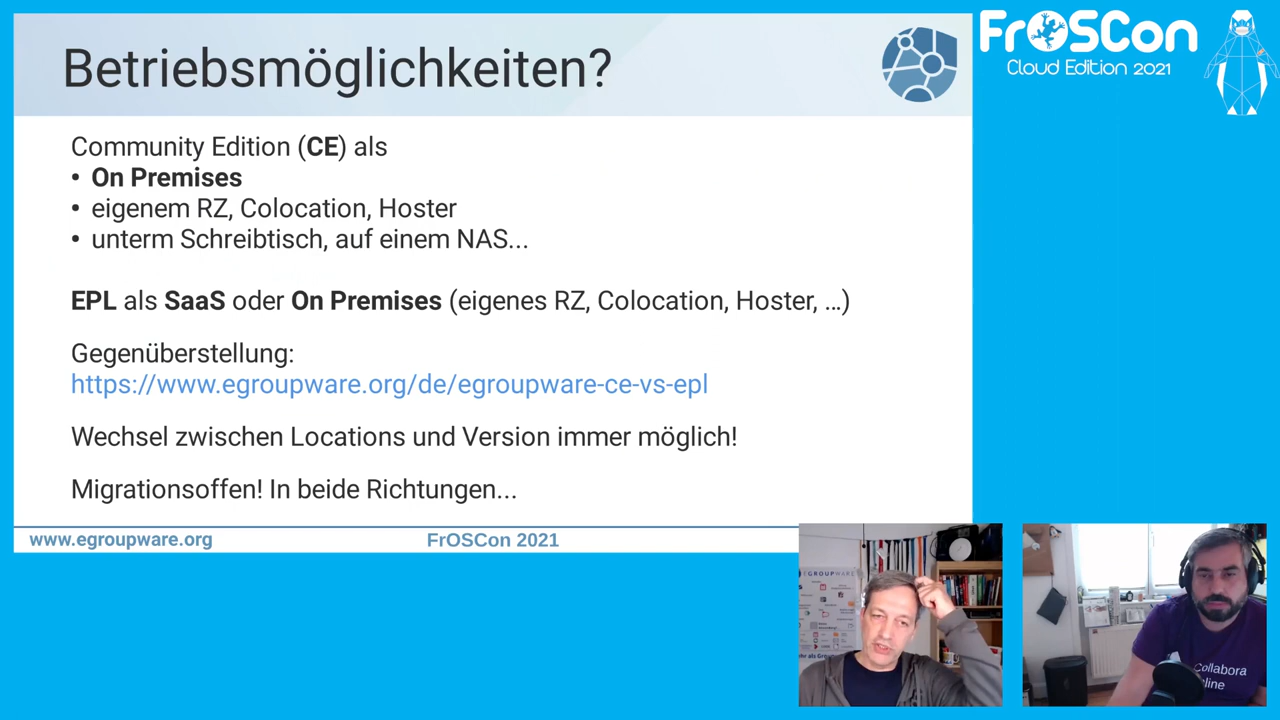 Betriebsmöglichkeiten?
FrOSCon
Cloud Edition 2021
Community Edition (CE) als
• On Premises
• eigenem RZ, Colocation, Hoster
• unterm Schreibtisch, auf einem NAS...
EPL als SaaS oder On Premises (eigenes RZ, Colocation, Hoster, ...)
Gegenüberstellung:
https://www.egroupware.org/de/egroupware-ce-vs-epl
Wechsel zwischen Locations und Version immer möglich!
Migrationsoffen! In beide Richtungen...
www.egroupware.org
FrOSCon 2021
EGROUPWARE
Collabora